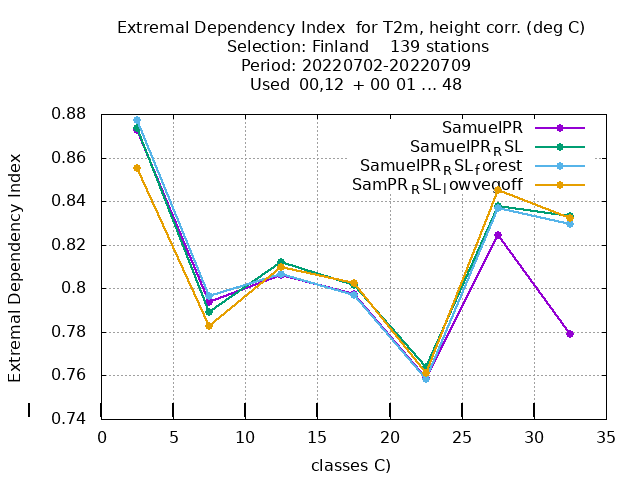 Extremal Dependency Index  for T2m, height corr. (deg C)
Selection: Finland    139 stations
Period: 20220702-20220709
Used  00,12  + 00 01 ... 48
SamuelPR
SamuelPR_RSL
SamuelPR_RSL_forest
SamPR_RSL_lowvegoff
Extremal Dependency Index
0.88
0.86
0.84
0.82
0.8
0.78
0.76
0.74
0 5 10 15 20 25 30 35
classes C)